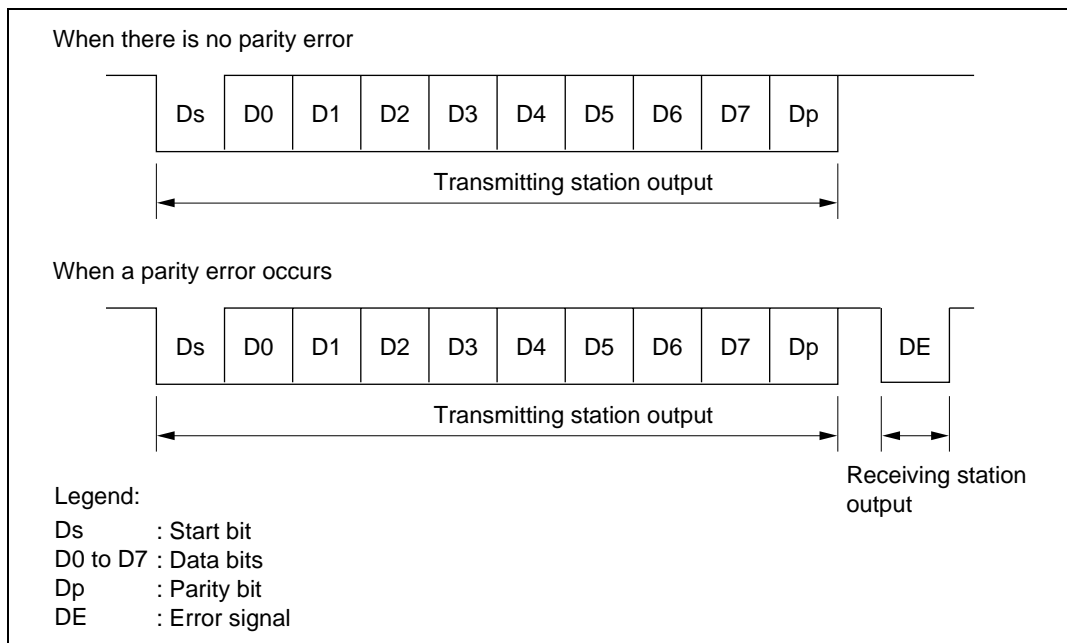 When there is no parity error
Ds D0 D1 D2 D3 D4 D5 D6 D7 Dp
Transmitting station output
When a parity error occurs
Ds D0 D1 D2 D3 D4 D5 D6 D7 Dp DE
Transmitting station output
Receiving station
output
Legend:
Ds : Start bit
D0 to D7 : Data bits
Dp : Parity bit
DE : Error signal